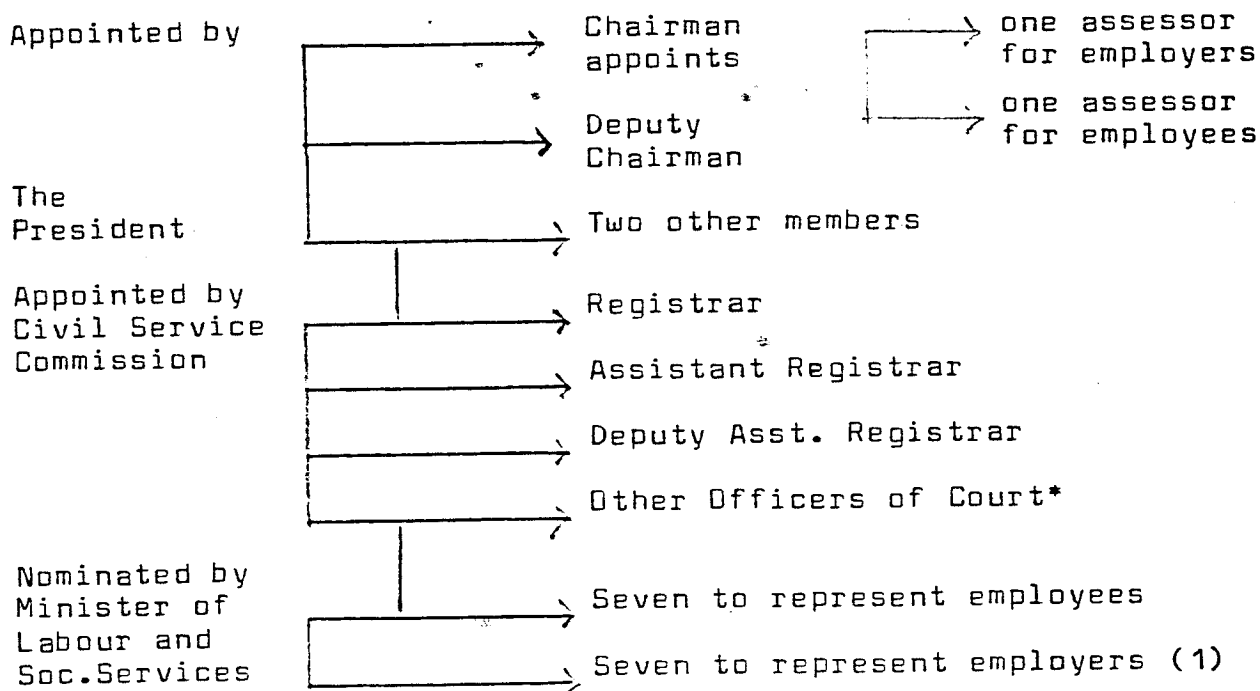 Appointed by
Chairman
appoints
one assessor
for employers
one assessor
for employees
Deputy
Chairman
The
President
Two other members
Appointed by
Civil Service
Commission
Registrar
Assistant Registrar
Deputy Asst. Registrar
Other Officers of Court*
Nominated by
Minister of
Labour and
Soc.Services
Seven to represent employees
Seven to represent employers (1)